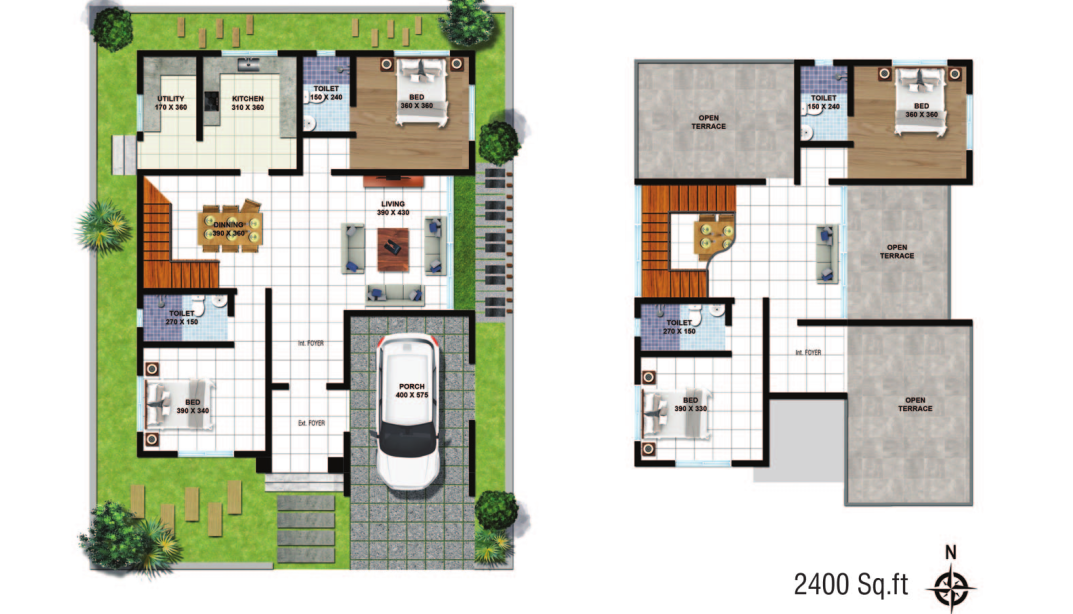 UTILITY
170 X 360
KITCHEN
310 X 360
TOILET
150 X 240
BED
360 X 360
LIVING
390 X 430
DINNING
390 X 360"
TOILET
270 X 150
Int. FOYER
BED
390 X 340
Ext. FOYER
PORCH
400 X 575
OPEN
TERRACE
TOILET
150 X 240
BED
360 X 360
OPEN
TERRACE
TOILET
270 X 150
Int. FOYER
BED
390 X 330
OPEN
TERRACE
N
2400 Sq.ft